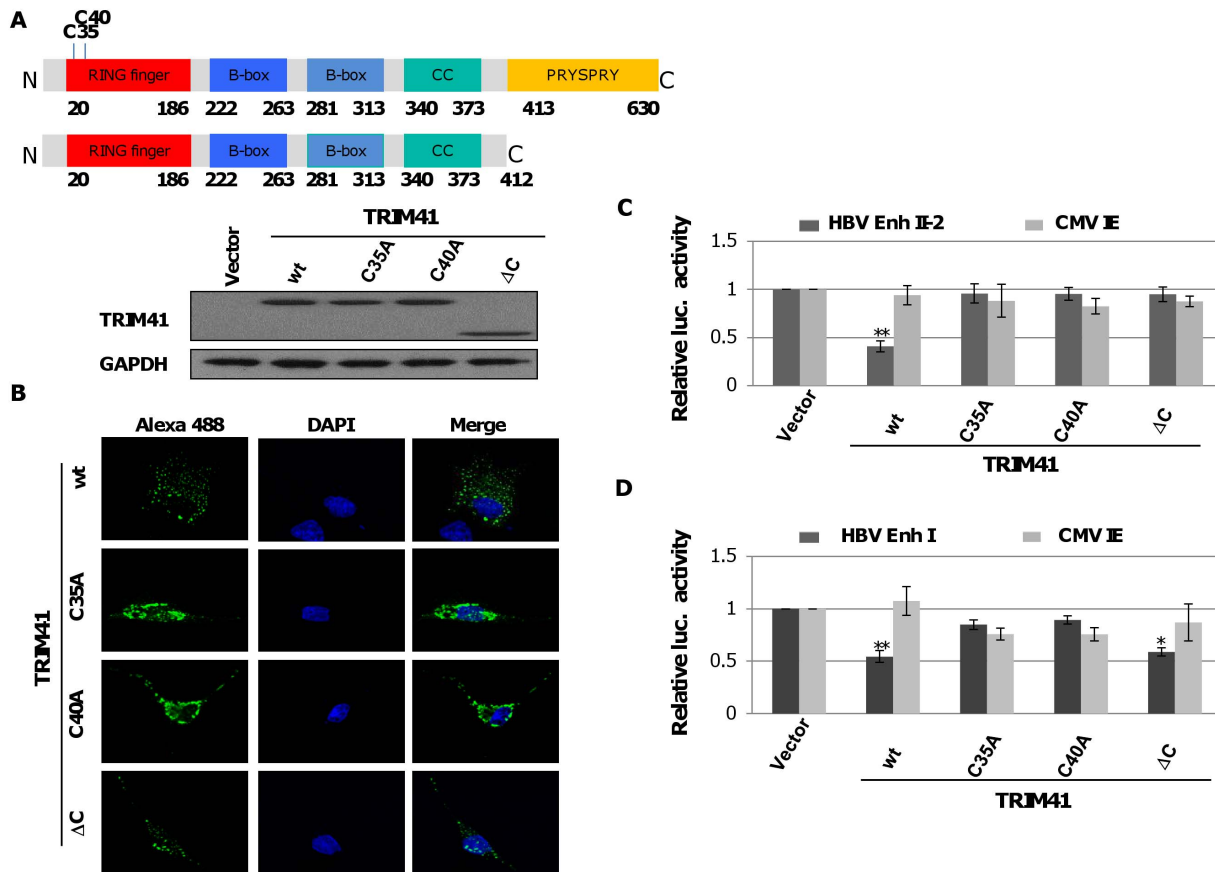 A
C40
C35
N RING finger B-box B-box CC PRYSPRY C
20 186 222 263 281 313 340 373 413 630
N RING finger B-box B-box CC C
20 186 222 263 281 313 340 373 412
TRIM41
Vector wt C35A C40A ΔC
TRIM41
GAPDH
B
Alexa 488 DAPI Merge
TRIM41
wt
C35A
C40A
ΔC
C
HBV Enh II-2 CMV IE
Relative luc. activity
1.5
1
0.5
0
**
Vector wt C35A C40A ΔC
TRIM41
D
HBV Enh I CMV IE
Relative luc. activity
1.5
1
0.5
0
** *
Vector wt C35A C40A ΔC
TRIM41